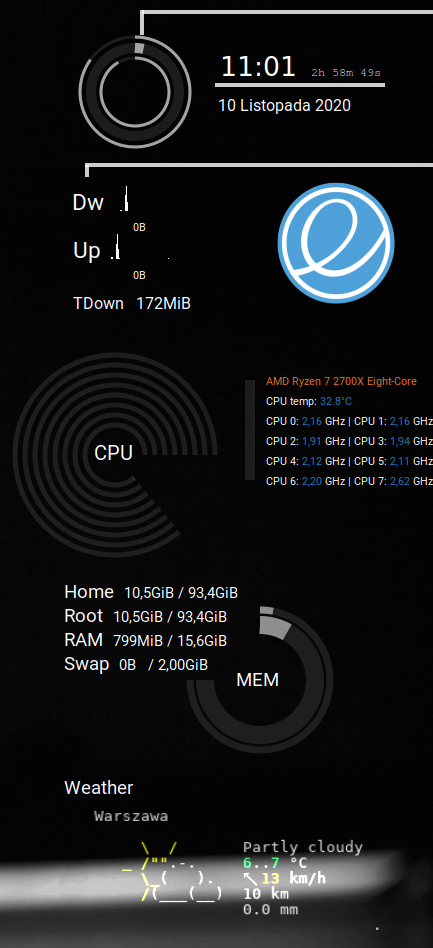 11:01 2h 58m 49s
10 Listopada 2020
Dw
0B
Up
0B
TDown 172MiB
AMD Ryzen 7 2700X Eight-Core
CPU temp: 32.8°C
CPU 0: 2,16 GHz | CPU 1: 2,16 GHz
CPU 2: 1,91 GHz | CPU 3: 1,94 GHz
CPU 4: 2,12 GHz | CPU 5: 2,11 GHz
CPU 6: 2,20 GHz | CPU 7: 2,62 GHz
CPU
Home 10,5GiB / 93,4GiB
Root 10,5GiB / 93,4GiB
RAM 799MiB / 15,6GiB
Swap 0B / 2,00GiB
MEM
Weather
Warszawa
Partly cloudy
6..7 °C
↖13 km/h
10 km
0.0 mm